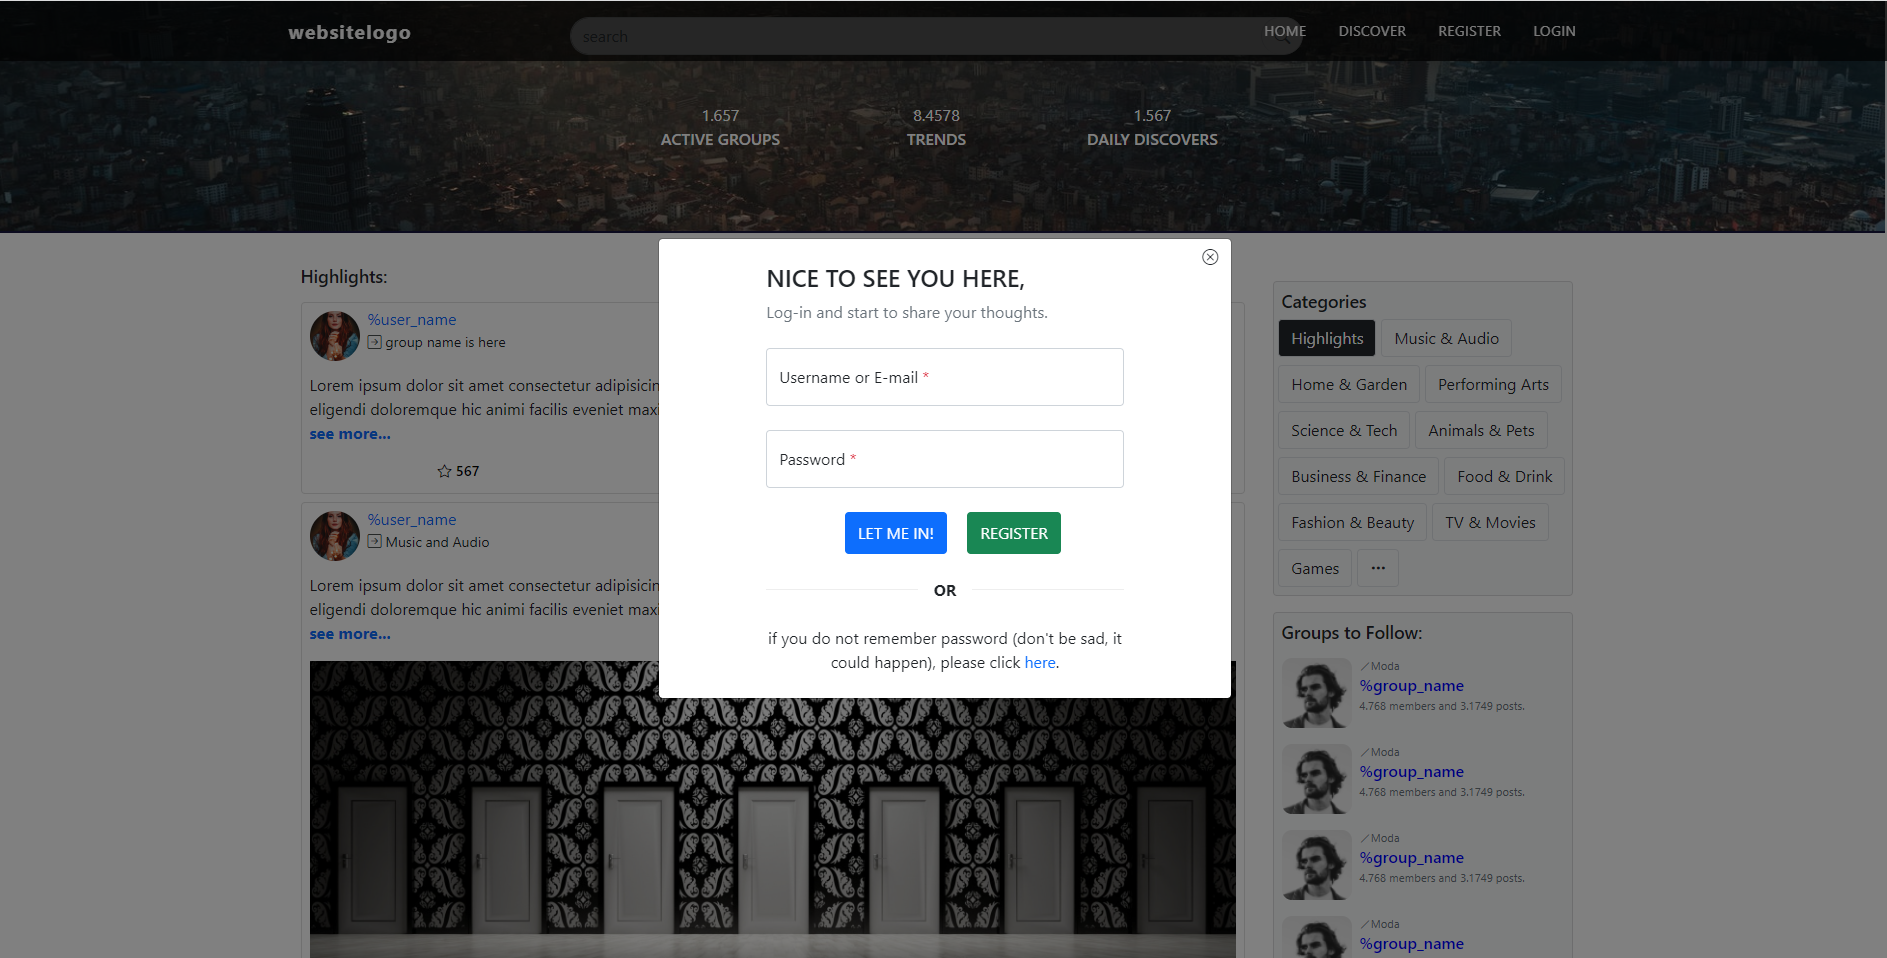 websitelogo
search
HOME DISCOVER REGISTER LOGIN
1.657
ACTIVE GROUPS
8.4578
TRENDS
1.567
DAILY DISCOVERS
Highlights:
%user_name
group name is here
Lorem ipsum dolor sit amet consectetur adipisicin
eligendi doloremque hic animi facilis eveniet maxi
see more...
567
%user_name
Music and Audio
Lorem ipsum dolor sit amet consectetur adipisicin
eligendi doloremque hic animi facilis eveniet maxi
see more...
NICE TO SEE YOU HERE,
Log-in and start to share your thoughts.
Username or E-mail *
Password *
LET ME IN! REGISTER
OR
if you do not remember password (don't be sad, it
could happen), please click here.
Categories
Highlights Music & Audio
Home & Garden Performing Arts
Science & Tech Animals & Pets
Business & Finance Food & Drink
Fashion & Beauty TV & Movies
Games ...
Groups to Follow:
Moda
%group_name
4.768 members and 3.1749 posts.
Moda
%group_name
4.768 members and 3.1749 posts.
Moda
%group_name
4.768 members and 3.1749 posts.
Moda
%group_name